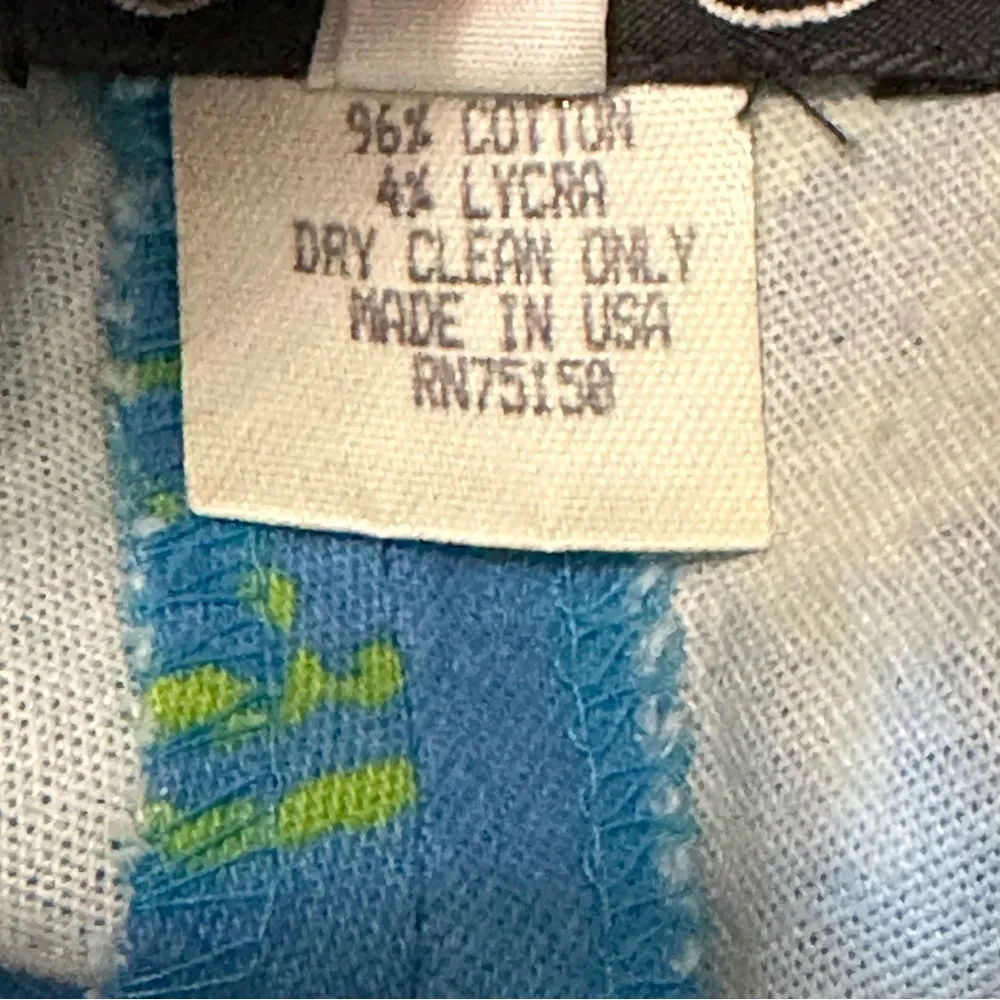 96% COTTON
4% LYCRA
DRY CLEAN ONLY
MADE IN USA
RN75150